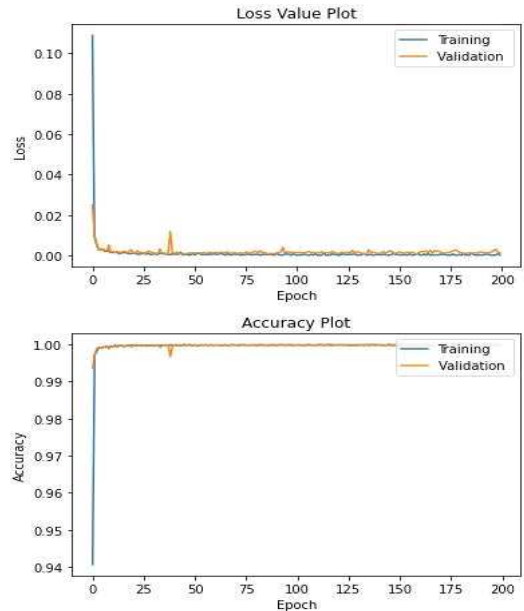 Loss Value Plot
Training
Validation
0.10
0.08
0.06
0.04
0.02
0.00
Loss
0 25 50 75 100 125 150 175 200
Epoch
Accuracy Plot
Training
Validation
1.00
0.99
0.98
0.97
0.96
0.95
0.94
Accuracy
0 25 50 75 100 125 150 175 200
Epoch